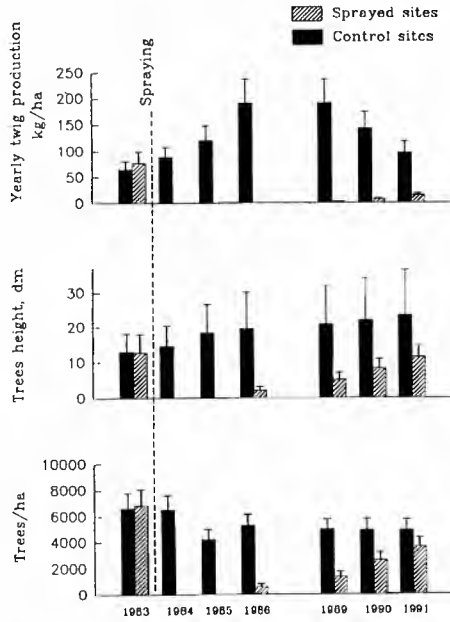 Sprayed sites
Control sites
Spraying
Yearly twig production
kg/ha
250
200
150
100
50
0
Trees height, dm
30
20
10
0
Trees/ha
10000
8000
6000
4000
2000
0
1983 1984 1985 1986 1989 1990 1991